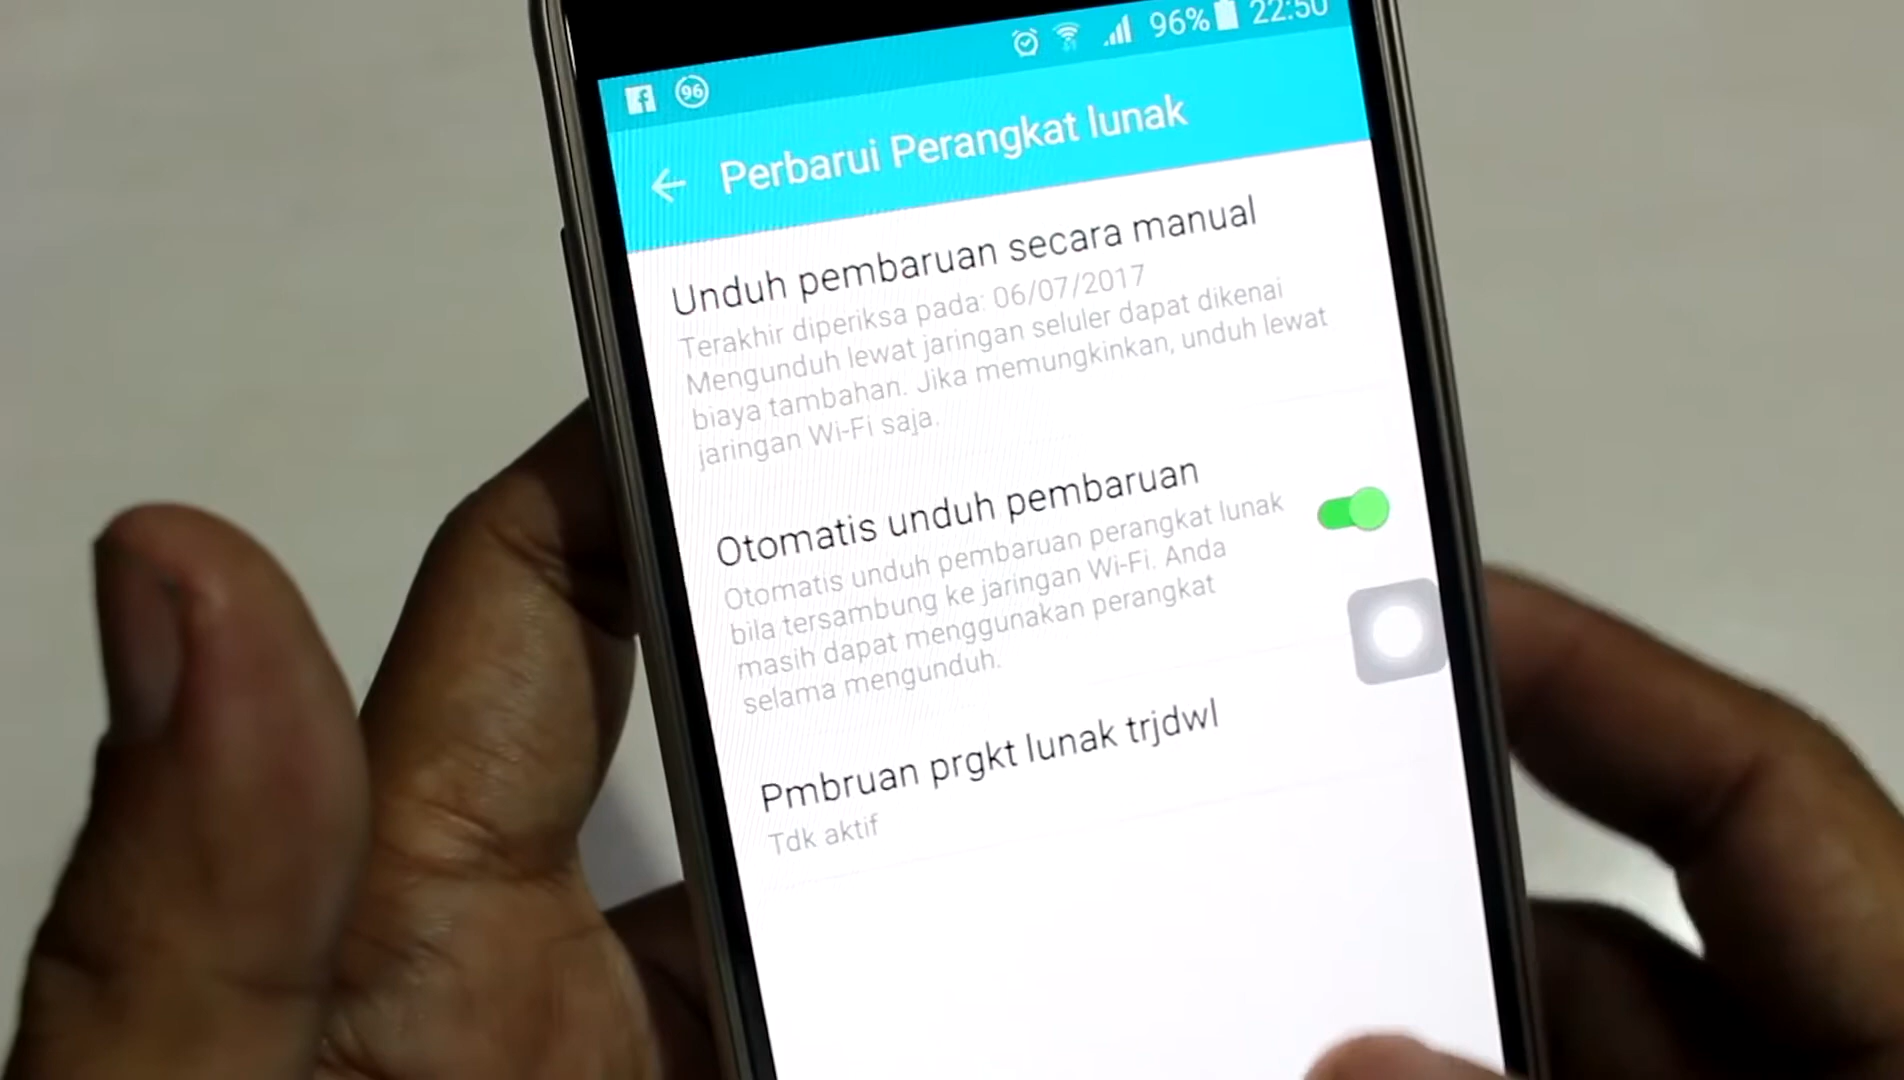 96 96% 22:50
Perbarui Perangkat lunak
Unduh pembaruan secara manual
Terakhir diperiksa pada: 06/07/2017
Mengunduh lewat jaringan seluler dapat dikenai
biaya tambahan. Jika memungkinkan, unduh lewat
jaringan Wi-Fi saja.
Otomatis unduh pembaruan
Otomatis unduh pembaruan perangkat lunak
bila tersambung ke jaringan Wi-Fi. Anda
masih dapat menggunakan perangkat
selama mengunduh.
Pmbruan prgkt lunak trjdwl
Tdk aktif